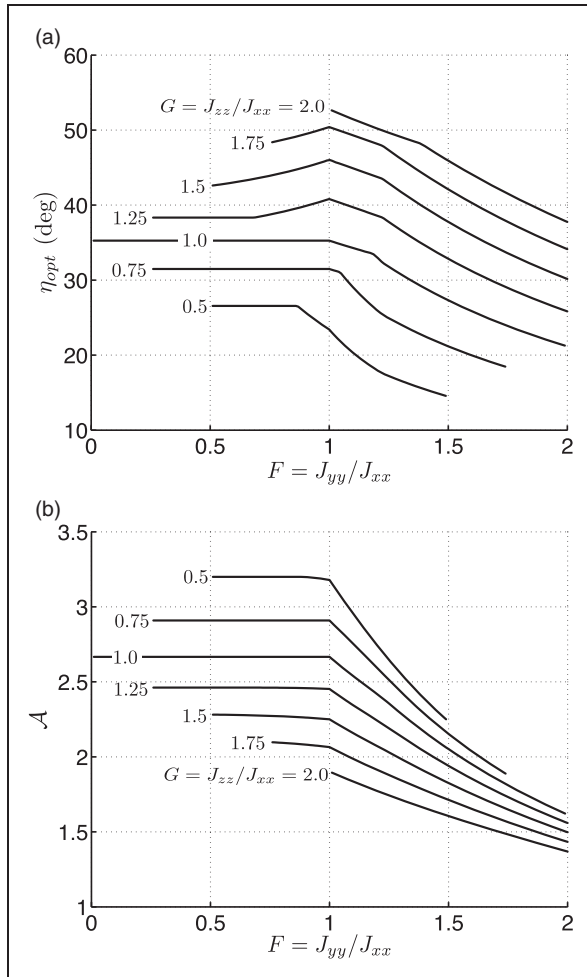 (a)
60
50
40
30
20
10
η_opt (deg)
G = J_zz/J_xx = 2.0
1.75
1.5
1.25
1.0
0.75
0.5
0 0.5 1 1.5 2
F = J_yy/J_xx
(b)
3.5
3
2.5
2
1.5
1
𝒜
0.5
0.75
1.0
1.25
1.5
1.75
G = J_zz/J_xx = 2.0
0 0.5 1 1.5 2
F = J_yy/J_xx